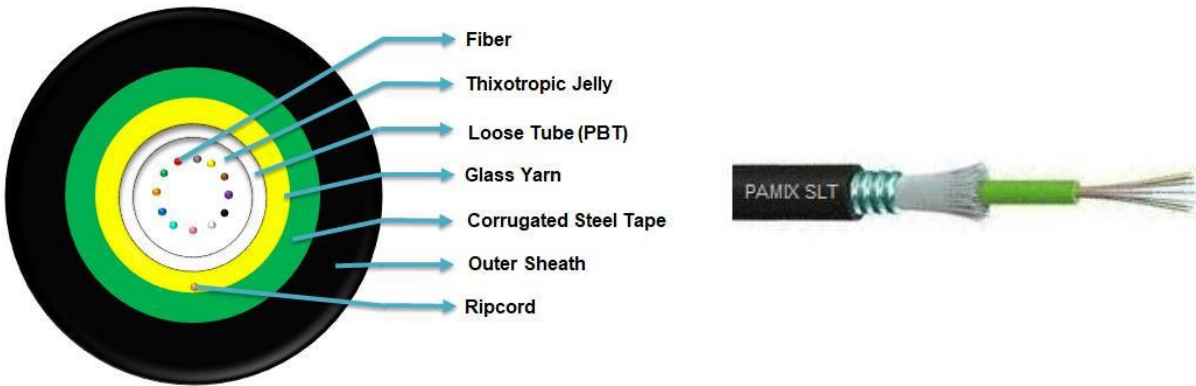 Fiber
Thixotropic Jelly
Loose Tube (PBT)
Glass Yarn
Corrugated Steel Tape
Outer Sheath
Ripcord
PAMIX SLT